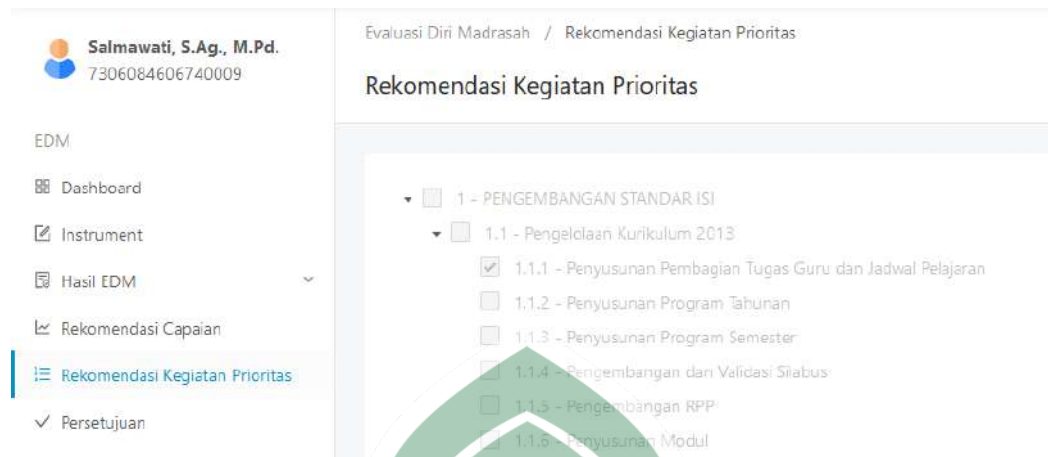 Salmawati, S.Ag., M.Pd.
7306084606740009
EDM
Dashboard
Instrument
Hasil EDM
Rekomendasi Capaian
Rekomendasi Kegiatan Prioritas
Persetujuan
Evaluasi Diri Madrasah / Rekomendasi Kegiatan Prioritas
Rekomendasi Kegiatan Prioritas
1 - PENGEMBANGAN STANDAR ISI
1.1 - Pengelolaan Kurikulum 2013
1.1.1 - Penyusunan Pembagian Tugas Guru dan Jadwal Pelajaran
1.1.2 - Penyusunan Program Tahunan
1.1.3 - Penyusunan Program Semester
1.1.4 - Pengembangan dan Validasi Silabus
1.1.5 - Pengembangan RPP
1.1.6 - Penyusunan Modul